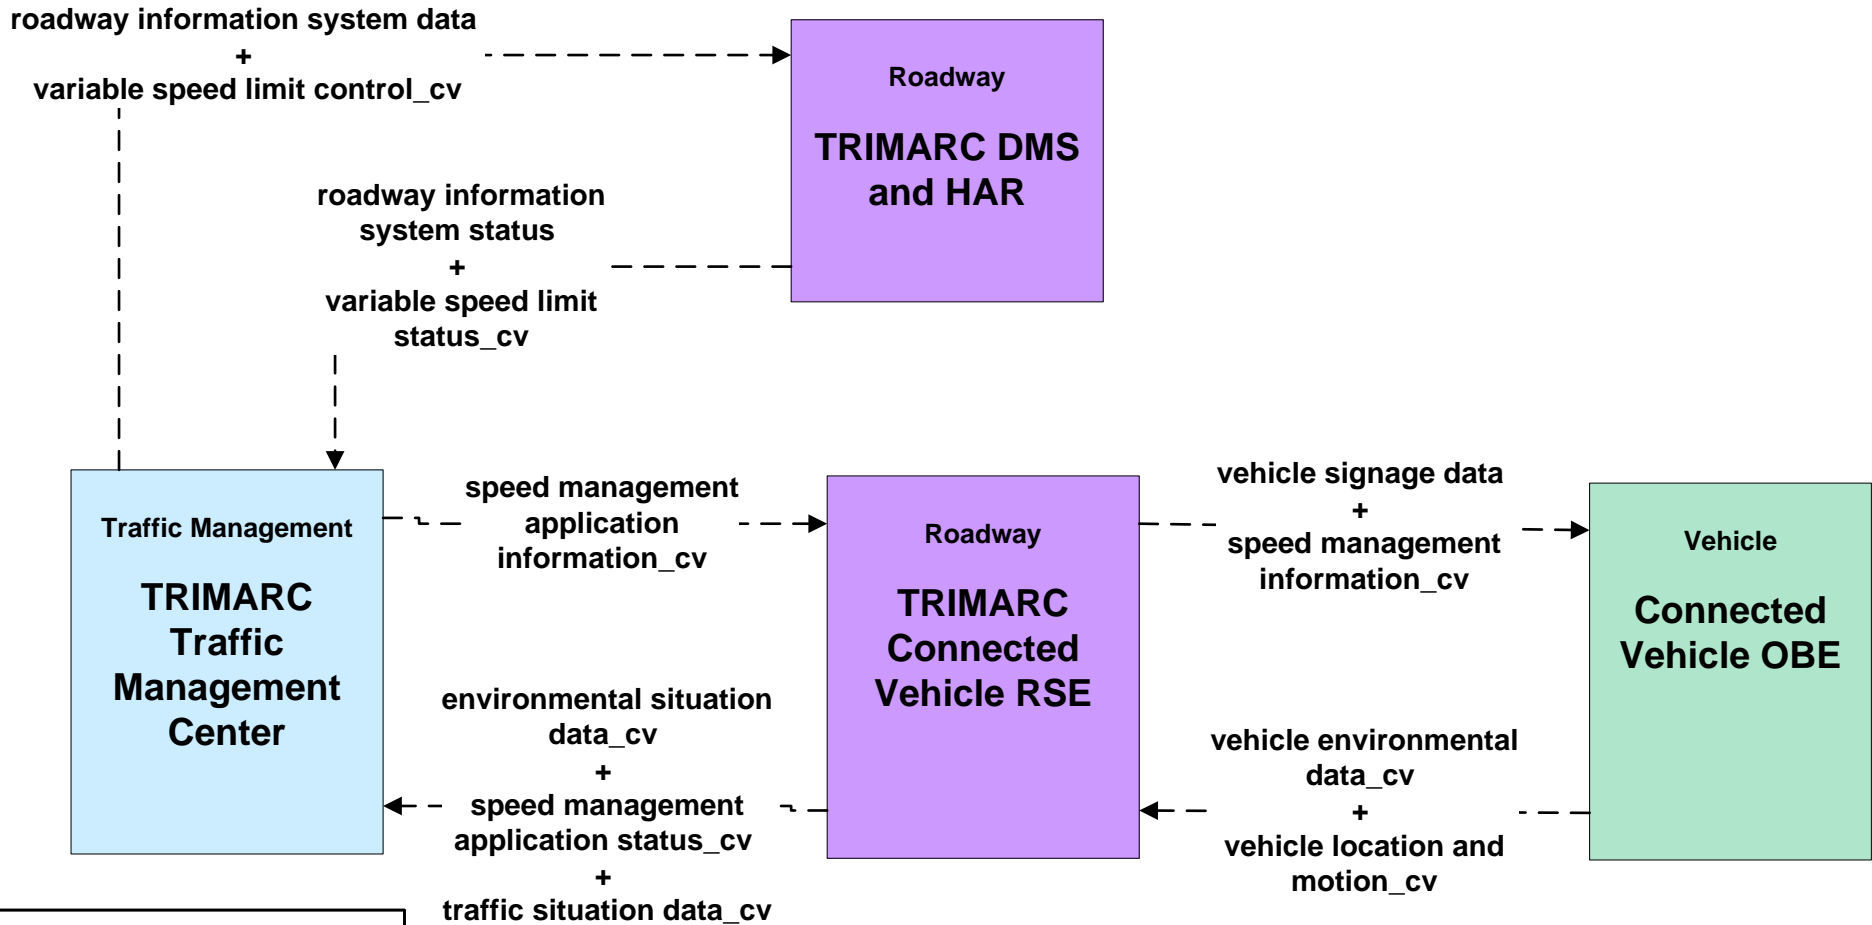 roadway information system data
+
variable speed limit control_cv
Roadway
TRIMARC DMS
and HAR
roadway information
system status
+
variable speed limit
status_cv
Traffic Management
TRIMARC
Traffic
Management
Center
speed management
application
information_cv
environmental situation
data_cv
+
speed management
application status_cv
+
traffic situation data_cv
Roadway
TRIMARC
Connected
Vehicle RSE
vehicle signage data
+
speed management
information_cv
vehicle environmental
data_cv
+
vehicle location and
motion_cv
Vehicle
Connected
Vehicle OBE